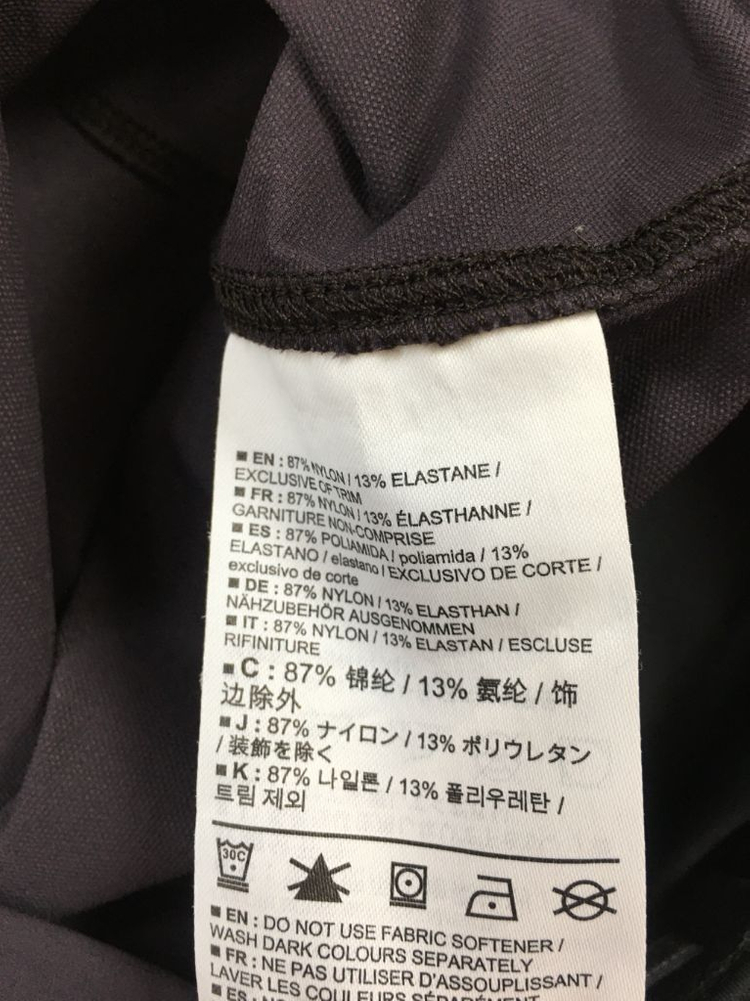 ■ EN : 87% NYLON / 13% ELASTANE /
EXCLUSIVE OF TRIM
■ FR : 87% NYLON / 13% ÉLASTHANNE /
GARNITURE NON-COMPRISE
■ ES : 87% POLIAMIDA / poliamida / 13%
ELASTANO / elastano / EXCLUSIVO DE CORTE /
exclusivo de corte
■ DE : 87% NYLON / 13% ELASTHAN /
NÄHZUBEHÖR AUSGENOMMEN
■ IT : 87% NYLON / 13% ELASTAN / ESCLUSE
RIFINITURE
■ C : 87% 锦纶 / 13% 氨纶 / 饰
边除外
■ J : 87% ナイロン / 13% ポリウレタン
/ 装飾を除く
■ K : 87% 나일론 / 13% 폴리우레탄 /
트림 제외
30C
■ EN : DO NOT USE FABRIC SOFTENER /
WASH DARK COLOURS SEPARATELY
■ FR : NE PAS UTILISER D'ASSOUPLISSANT /
LAVER LES COULEURS SÉPARÉMENT
■ ES :